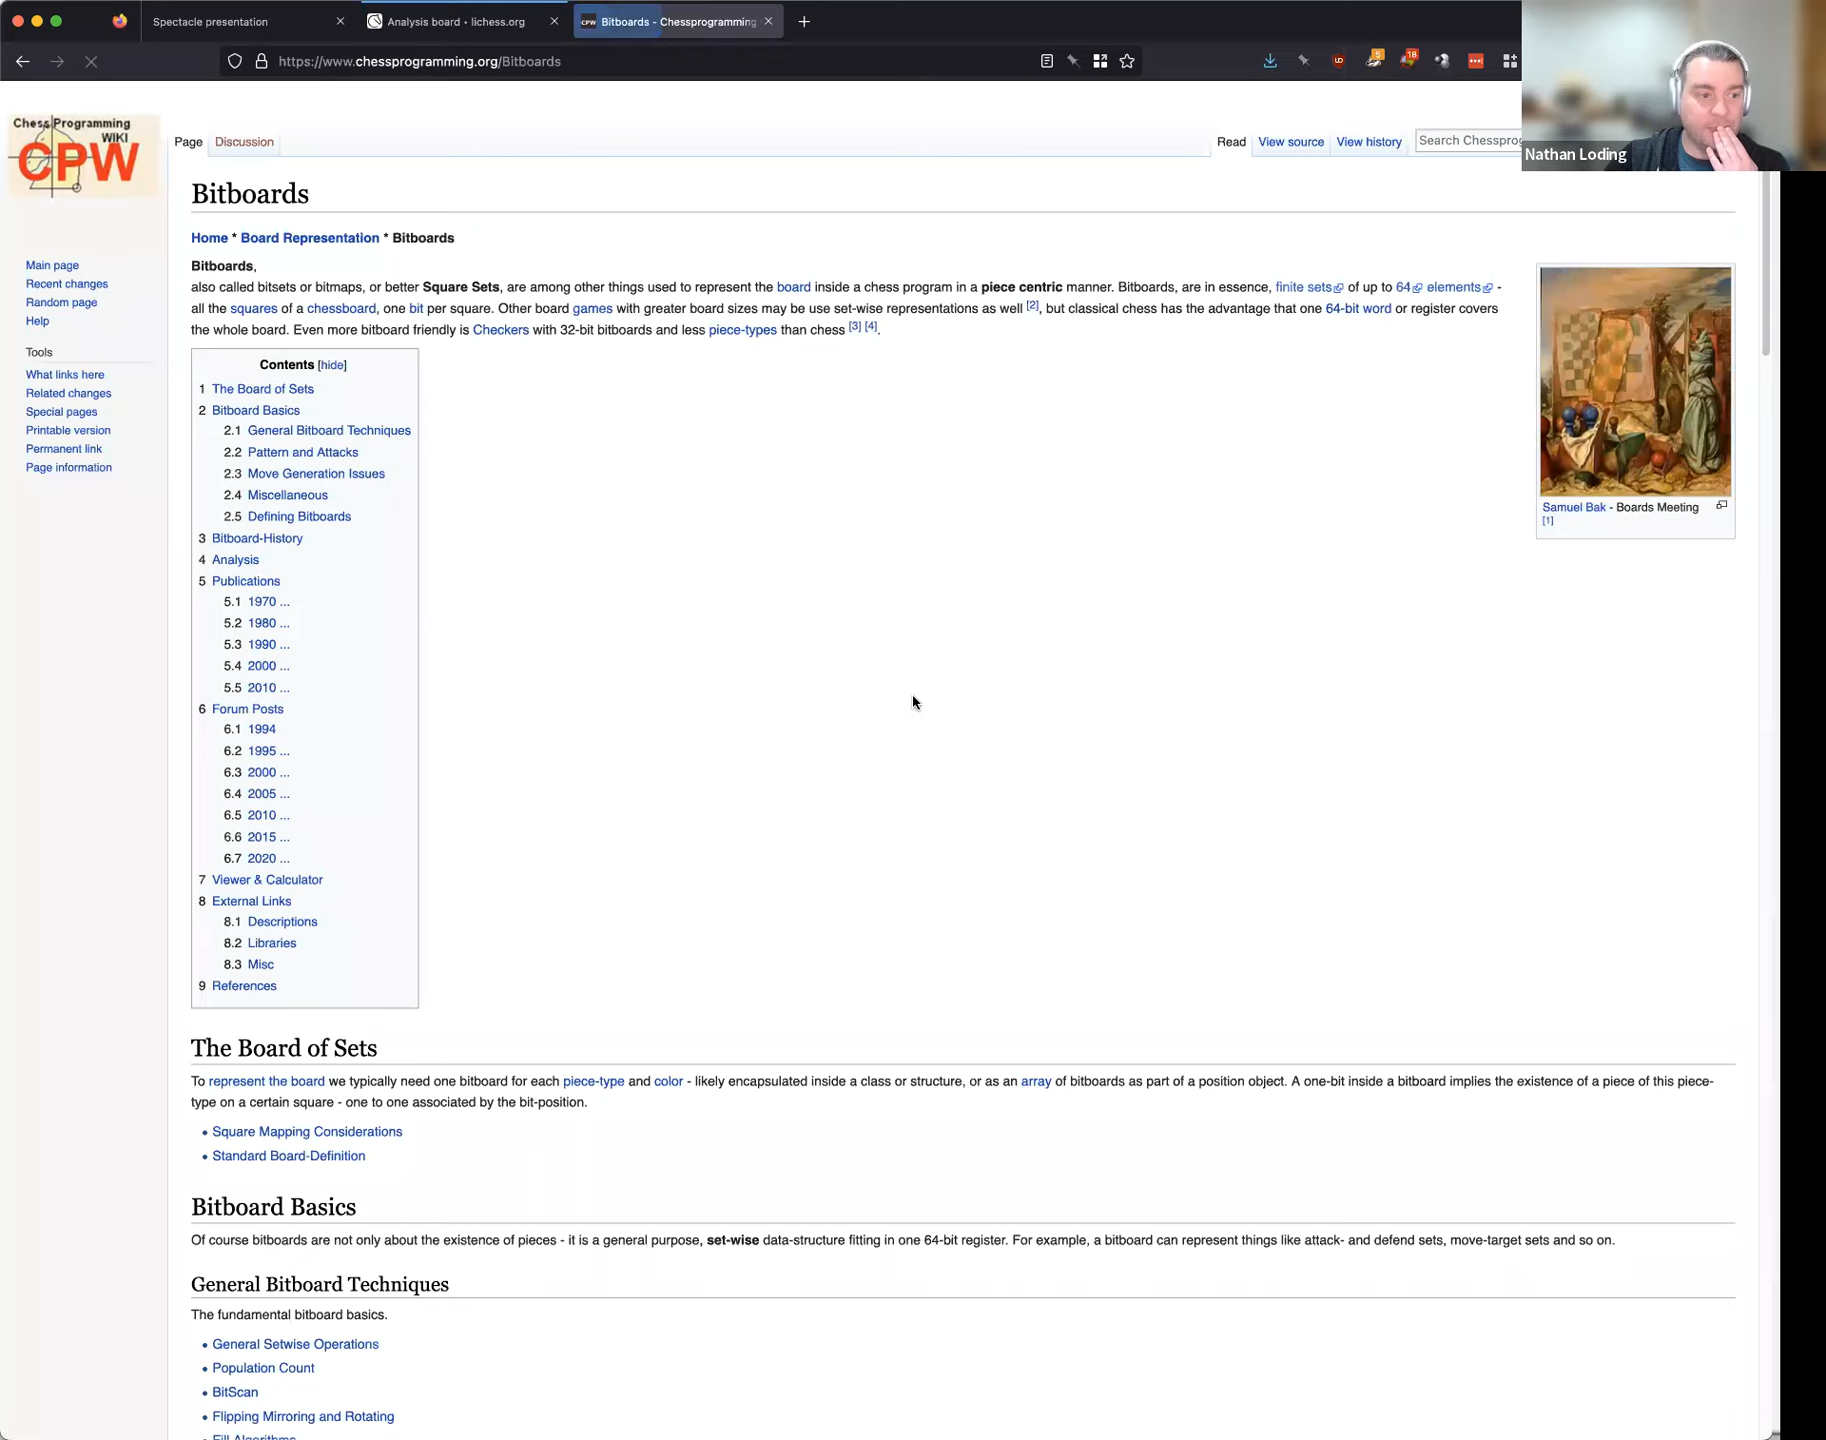 Spectacle presentation
Analysis board • lichess.org
CPW Bitboards - Chessprogramming
https://www.chessprogramming.org/Bitboards
5
18
Nathan Loding
Chess Programming
WIKI
CPW
Page Discussion
Read View source View history Search Chessprog
Bitboards
Home * Board Representation * Bitboards
Main page
Recent changes
Random page
Help
Tools
What links here
Related changes
Special pages
Printable version
Permanent link
Page information
Bitboards,
also called bitsets or bitmaps, or better Square Sets, are among other things used to represent the board inside a chess program in a piece centric manner. Bitboards, are in essence, finite sets of up to 64 elements -
all the squares of a chessboard, one bit per square. Other board games with greater board sizes may be use set-wise representations as well [2], but classical chess has the advantage that one 64-bit word or register covers
the whole board. Even more bitboard friendly is Checkers with 32-bit bitboards and less piece-types than chess [3] [4].
Samuel Bak - Boards Meeting
[1]
Contents [hide]
1 The Board of Sets
2 Bitboard Basics
2.1 General Bitboard Techniques
2.2 Pattern and Attacks
2.3 Move Generation Issues
2.4 Miscellaneous
2.5 Defining Bitboards
3 Bitboard-History
4 Analysis
5 Publications
5.1 1970 ...
5.2 1980 ...
5.3 1990 ...
5.4 2000 ...
5.5 2010 ...
6 Forum Posts
6.1 1994
6.2 1995 ...
6.3 2000 ...
6.4 2005 ...
6.5 2010 ...
6.6 2015 ...
6.7 2020 ...
7 Viewer & Calculator
8 External Links
8.1 Descriptions
8.2 Libraries
8.3 Misc
9 References
The Board of Sets
To represent the board we typically need one bitboard for each piece-type and color - likely encapsulated inside a class or structure, or as an array of bitboards as part of a position object. A one-bit inside a bitboard implies the existence of a piece of this piece-
type on a certain square - one to one associated by the bit-position.
• Square Mapping Considerations
• Standard Board-Definition
Bitboard Basics
Of course bitboards are not only about the existence of pieces - it is a general purpose, set-wise data-structure fitting in one 64-bit register. For example, a bitboard can represent things like attack- and defend sets, move-target sets and so on.
General Bitboard Techniques
The fundamental bitboard basics.
• General Setwise Operations
• Population Count
• BitScan
• Flipping Mirroring and Rotating
• Fill Algorithms